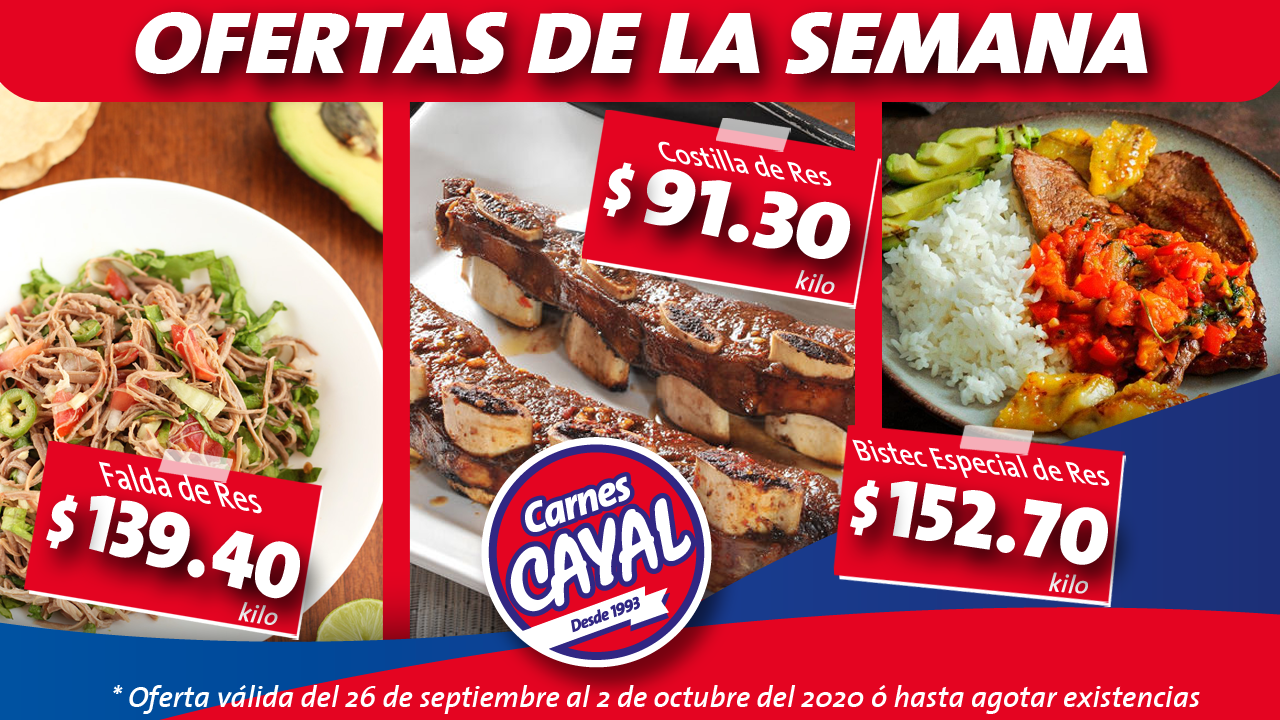 OFERTAS DE LA SEMANA
Falda de Res
$ 139.40
kilo
Costilla de Res
$ 91.30
kilo
Bistec Especial de Res
$ 152.70
kilo
Carnes
CAYAL
Desde 1993
* Oferta válida del 26 de septiembre al 2 de octubre del 2020 ó hasta agotar existencias